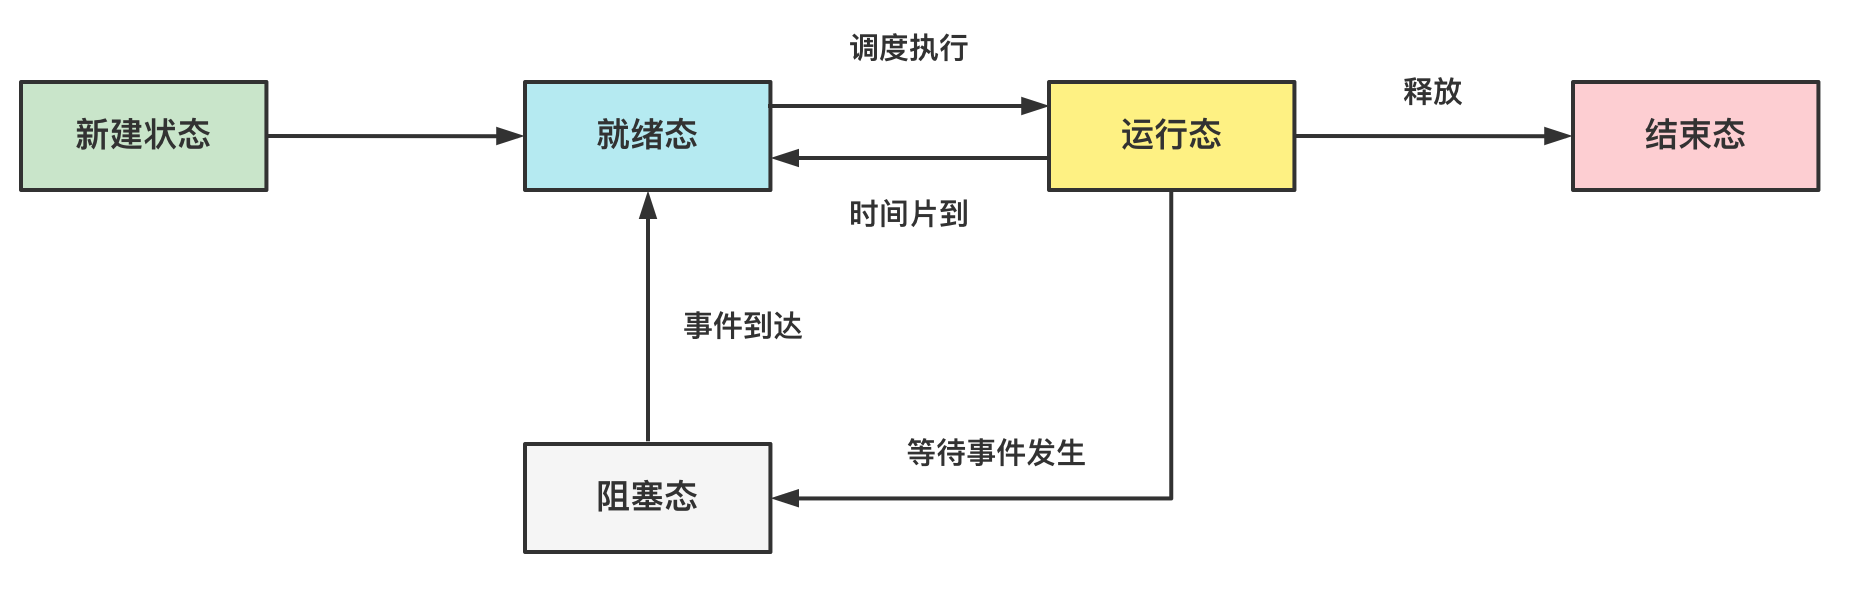 调度执行
释放
新建状态
就绪态
运行态
结束态
时间片到
事件到达
等待事件发生
阻塞态